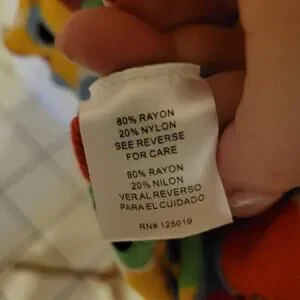 80% RAYON
20% NYLON
SEE REVERSE
FOR CARE
80% RAYON
20% NILON
VER AL REVERSO
PARA EL CUIDADO
RN# 125019